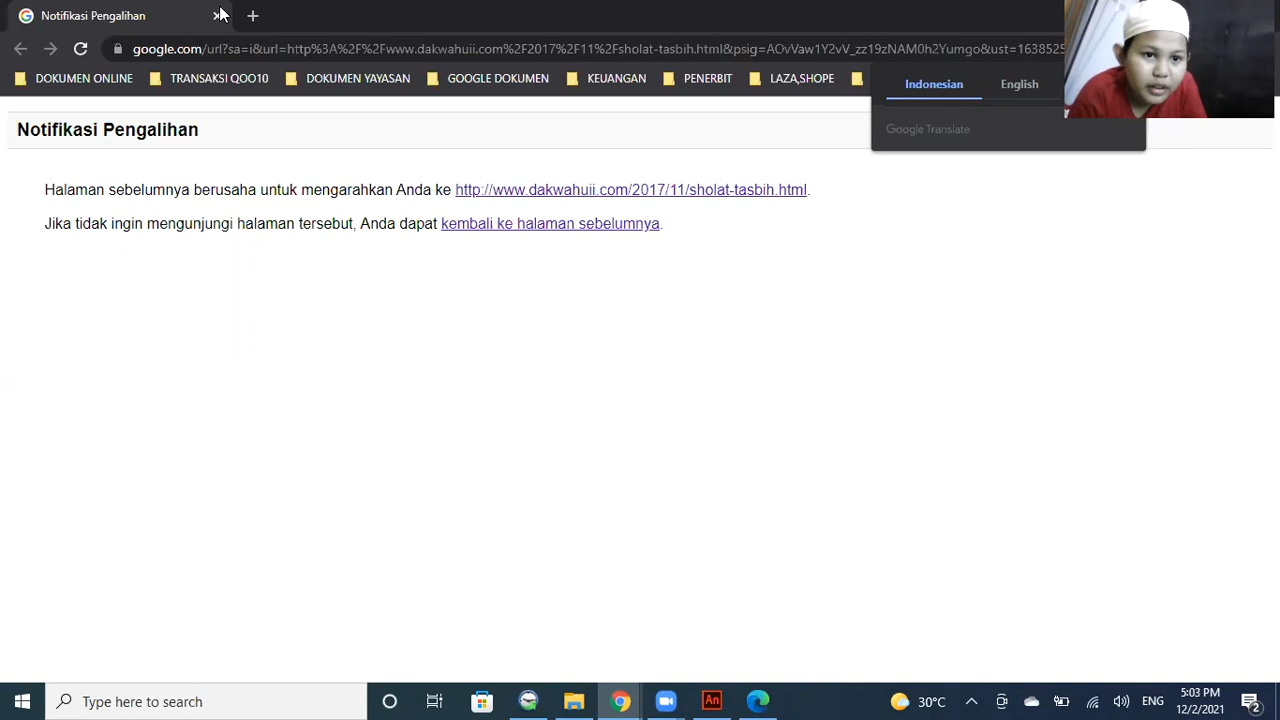 Notifikasi Pengalihan
google.com/url?sa=i&url=http%3A%2F%2Fwww.dakwahuii.com%2F2017%2F11%2Fsholat-tasbih.html&psig=AOvVaw1Y2vV_zz19zNAM0h2Yumgo&ust=163852
DOKUMEN ONLINE TRANSAKSI QOO10 DOKUMEN YAYASAN GOOGLE DOKUMEN KEUANGAN PENERBIT LAZA,SHOPE
Indonesian English
Google Translate
Notifikasi Pengalihan
Halaman sebelumnya berusaha untuk mengarahkan Anda ke http://www.dakwahuii.com/2017/11/sholat-tasbih.html.
Jika tidak ingin mengunjungi halaman tersebut, Anda dapat kembali ke halaman sebelumnya.
Type here to search
An
30°C
ENG
5:03 PM
12/2/2021
2